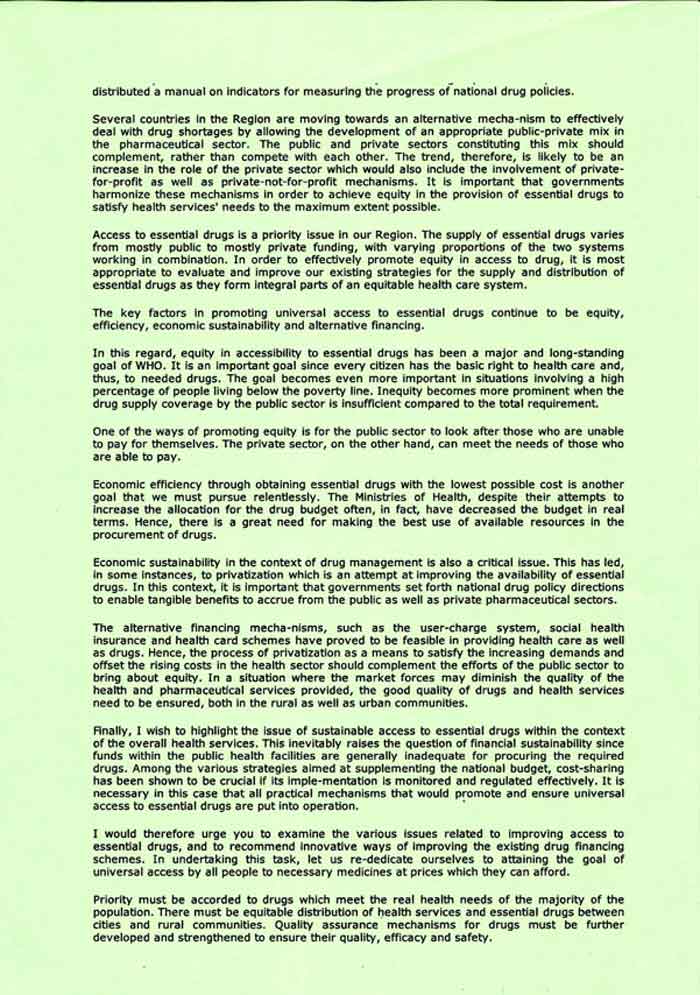 distributed a manual on indicators for measuring the progress of national drug policies.
Several countries in the Region are moving towards an alternative mecha-nism to effectively
deal with drug shortages by allowing the development of an appropriate public-private mix in
the pharmaceutical sector. The public and private sectors constituting this mix should
complement, rather than compete with each other. The trend, therefore, is likely to be an
increase in the role of the private sector which would also include the involvement of private-
for-profit as well as private-not-for-profit mechanisms. It is important that governments
harmonize these mechanisms in order to achieve equity in the provision of essential drugs to
satisfy health services' needs to the maximum extent possible.
Access to essential drugs is a priority issue in our Region. The supply of essential drugs varies
from mostly public to mostly private funding, with varying proportions of the two systems
working in combination. In order to effectively promote equity in access to drug, it is most
appropriate to evaluate and improve our existing strategies for the supply and distribution of
essential drugs as they form integral parts of an equitable health care system.
The key factors in promoting universal access to essential drugs continue to be equity,
efficiency, economic sustainability and alternative financing.
In this regard, equity in accessibility to essential drugs has been a major and long-standing
goal of WHO. It is an important goal since every citizen has the basic right to health care and,
thus, to needed drugs. The goal becomes even more important in situations involving a high
percentage of people living below the poverty line. Inequity becomes more prominent when the
drug supply coverage by the public sector is insufficient compared to the total requirement.
One of the ways of promoting equity is for the public sector to look after those who are unable
to pay for themselves. The private sector, on the other hand, can meet the needs of those who
are able to pay.
Economic efficiency through obtaining essential drugs with the lowest possible cost is another
goal that we must pursue relentlessly. The Ministries of Health, despite their attempts to
increase the allocation for the drug budget often, in fact, have decreased the budget in real
terms. Hence, there is a great need for making the best use of available resources in the
procurement of drugs.
Economic sustainability in the context of drug management is also a critical issue. This has led,
in some instances, to privatization which is an attempt at improving the availability of essential
drugs. In this context, it is important that governments set forth national drug policy directions
to enable tangible benefits to accrue from the public as well as private pharmaceutical sectors.
The alternative financing mecha-nisms, such as the user-charge system, social health
insurance and health card schemes have proved to be feasible in providing health care as well
as drugs. Hence, the process of privatization as a means to satisfy the increasing demands and
offset the rising costs in the health sector should complement the efforts of the public sector to
bring about equity. In a situation where the market forces may diminish the quality of the
health and pharmaceutical services provided, the good quality of drugs and health services
need to be ensured, both in the rural as well as urban communities.
Finally, I wish to highlight the issue of sustainable access to essential drugs within the context
of the overall health services. This inevitably raises the question of financial sustainability since
funds within the public health facilities are generally inadequate for procuring the required
drugs. Among the various strategies aimed at supplementing the national budget, cost-sharing
has been shown to be crucial if its imple-mentation is monitored and regulated effectively. It is
necessary in this case that all practical mechanisms that would promote and ensure universal
access to essential drugs are put into operation.
I would therefore urge you to examine the various issues related to improving access to
essential drugs, and to recommend innovative ways of improving the existing drug financing
schemes. In undertaking this task, let us re-dedicate ourselves to attaining the goal of
universal access by all people to necessary medicines at prices which they can afford.
Priority must be accorded to drugs which meet the real health needs of the majority of the
population. There must be equitable distribution of health services and essential drugs between
cities and rural communities. Quality assurance mechanisms for drugs must be further
developed and strengthened to ensure their quality, efficacy and safety.